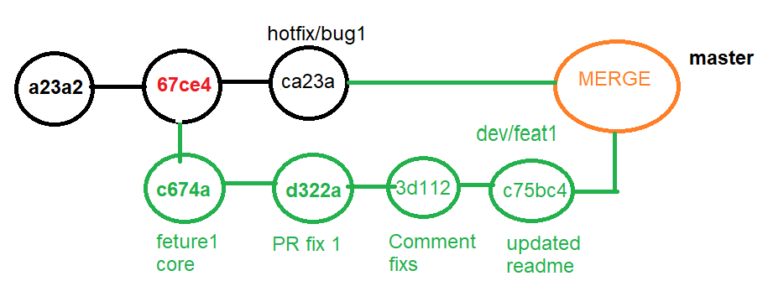 hotfix/bug1
master
a23a2
67ce4
ca23a
MERGE
dev/feat1
c674a
d322a
3d112
c75bc4
feture1
core
PR fix 1
Comment
fixs
updated
readme